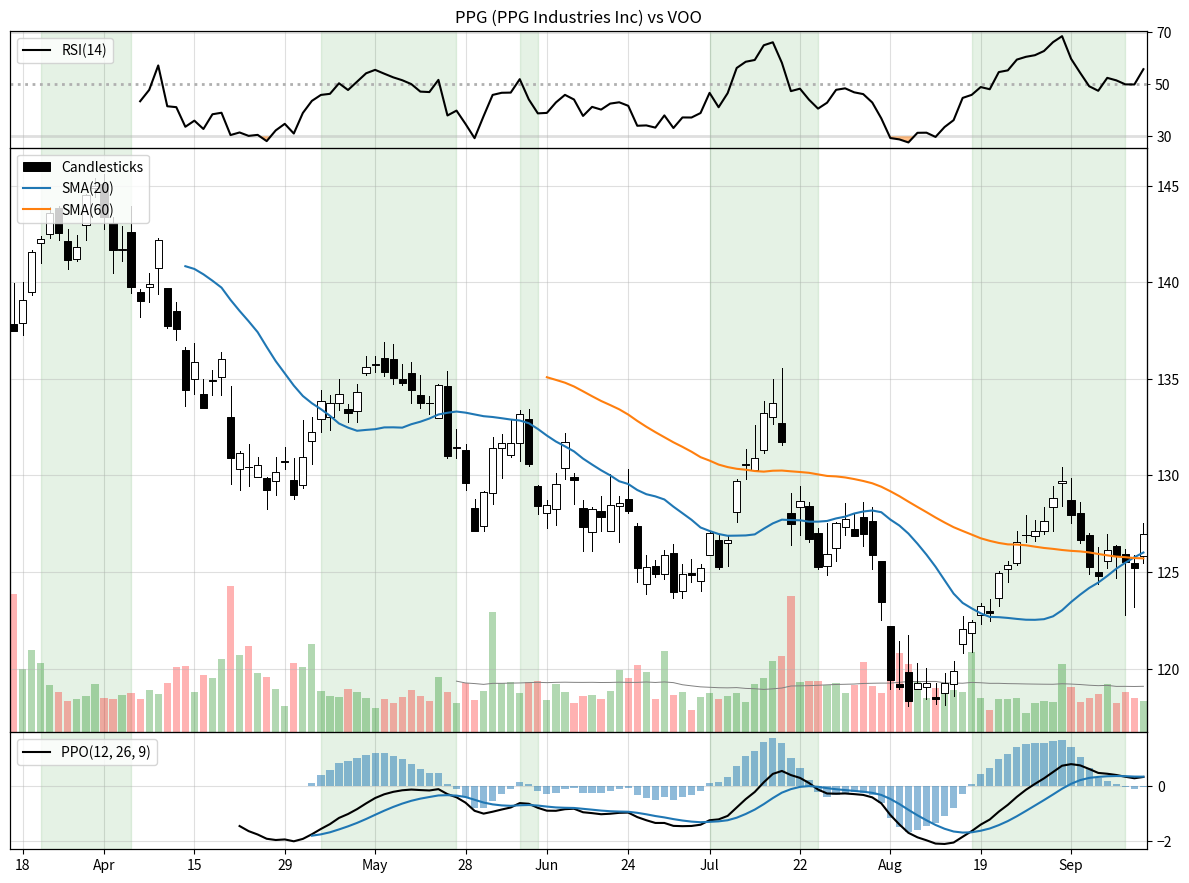 PPG (PPG Industries Inc) vs VOO
RSI(14)
70
50
30
Candlesticks
SMA(20)
SMA(60)
145
140
135
130
125
120
PPO(12, 26, 9)
0
−2
18 Apr 15 29 May 28 Jun 24 Jul 22 Aug 19 Sep